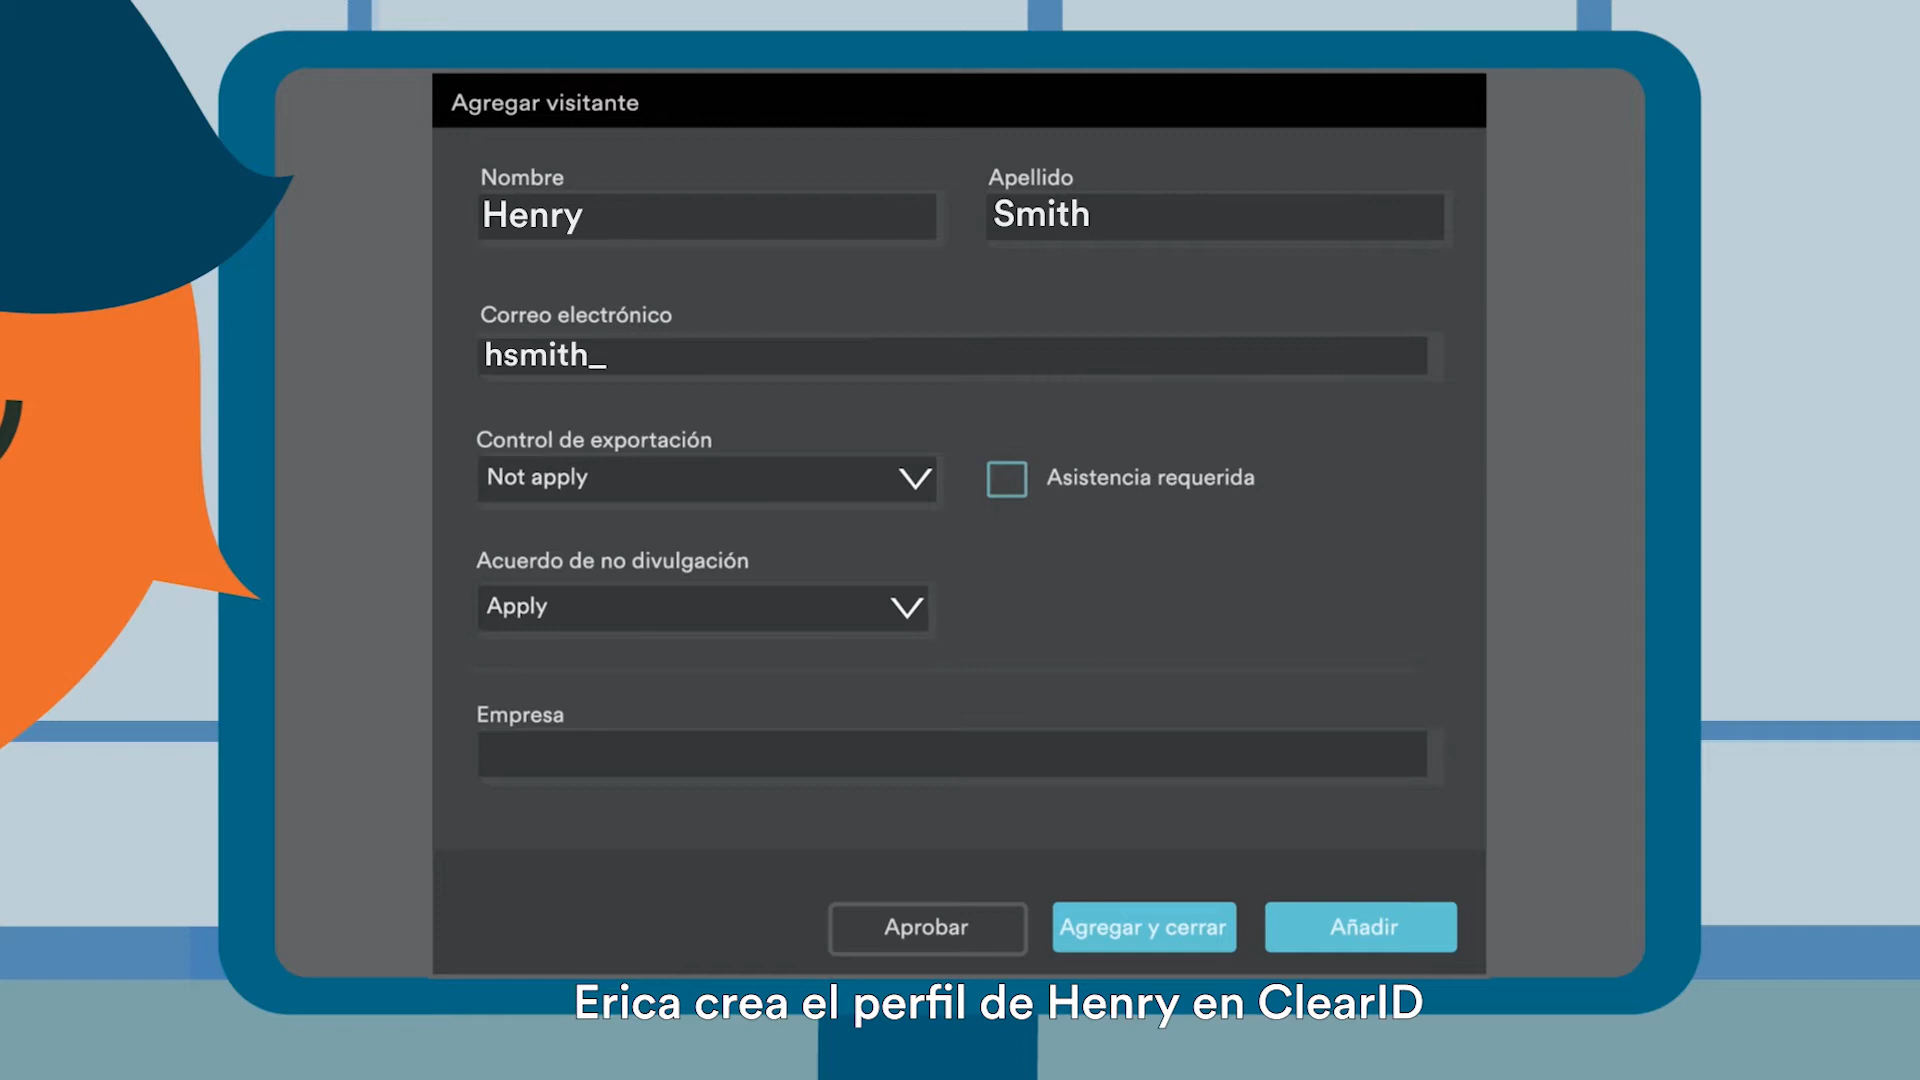 Agregar visitante
Nombre
Apellido
Henry
Smith
Correo electrónico
hsmith_
Control de exportación
Not apply
Asistencia requerida
Acuerdo de no divulgación
Apply
Empresa
Aprobar
Agregar y cerrar
Añadir
Erica crea el perfil de Henry en ClearID